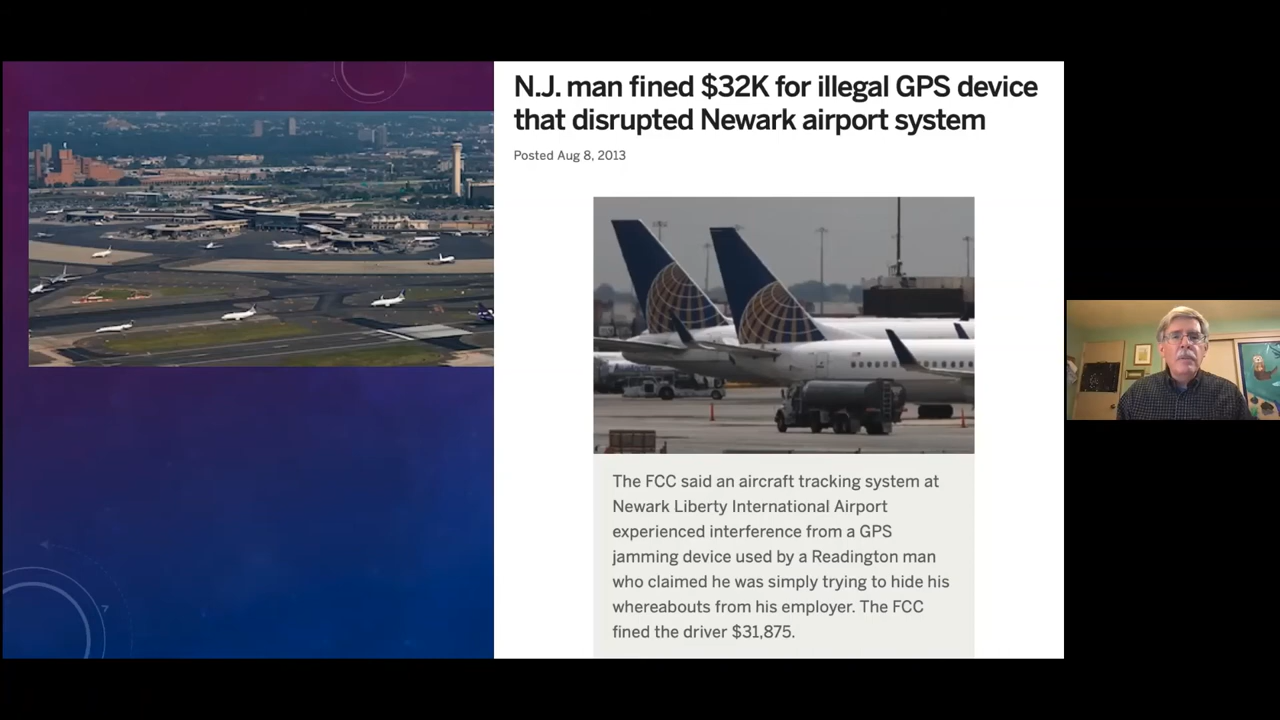 N.J. man fined $32K for illegal GPS device
that disrupted Newark airport system
Posted Aug 8, 2013
The FCC said an aircraft tracking system at
Newark Liberty International Airport
experienced interference from a GPS
jamming device used by a Readington man
who claimed he was simply trying to hide his
whereabouts from his employer. The FCC
fined the driver $31,875.